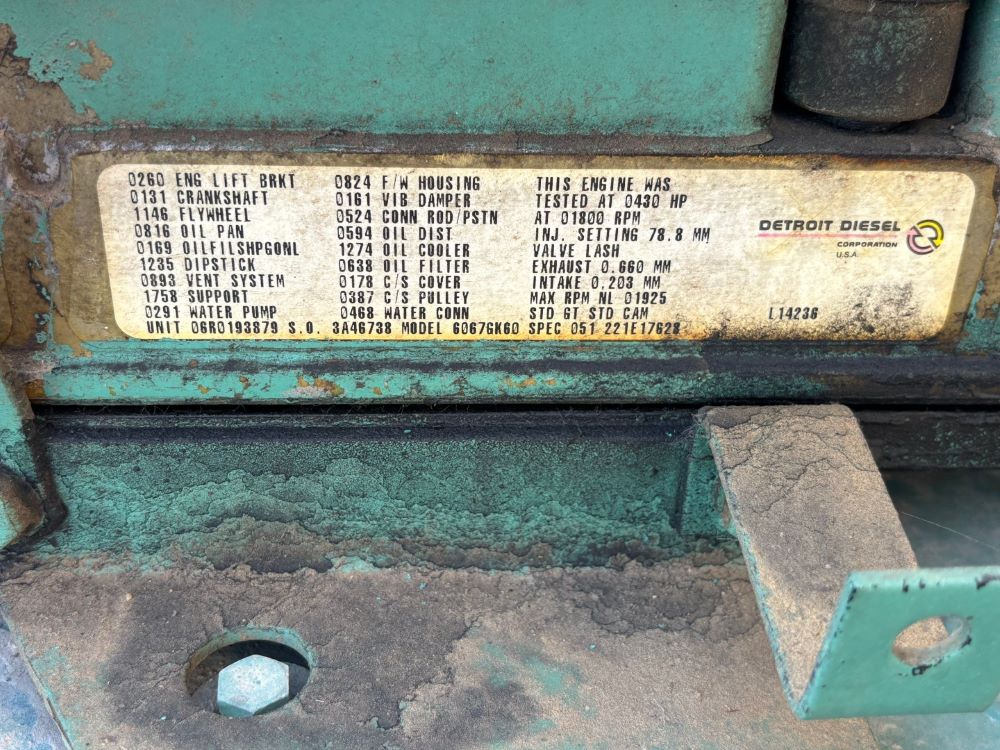 0260 ENG LIFT BRKT
0131 CRANKSHAFT
1146 FLYWHEEL
0816 OIL PAN
0169 OILFILSHPGONL
1235 DIPSTICK
0893 VENT SYSTEM
1758 SUPPORT
0291 WATER PUMP
0824 F/W HOUSING
0161 VIB DAMPER
0524 CONN ROD/PSTN
0594 OIL DIST
1274 OIL COOLER
0638 OIL FILTER
0178 C/S COVER
0387 C/S PULLEY
0468 WATER CONN
THIS ENGINE WAS
TESTED AT 0430 HP
AT 01800 RPM
INJ. SETTING 78.8 MM
VALVE LASH
EXHAUST 0.660 MM
INTAKE 0.203 MM
MAX RPM NL 01925
STD GT STD CAM
UNIT 06R0193879 S.O. 3A46738 MODEL 6067GK60 SPEC 051 221E17628
DETROIT DIESEL
CORPORATION
U.S.A.
L14236